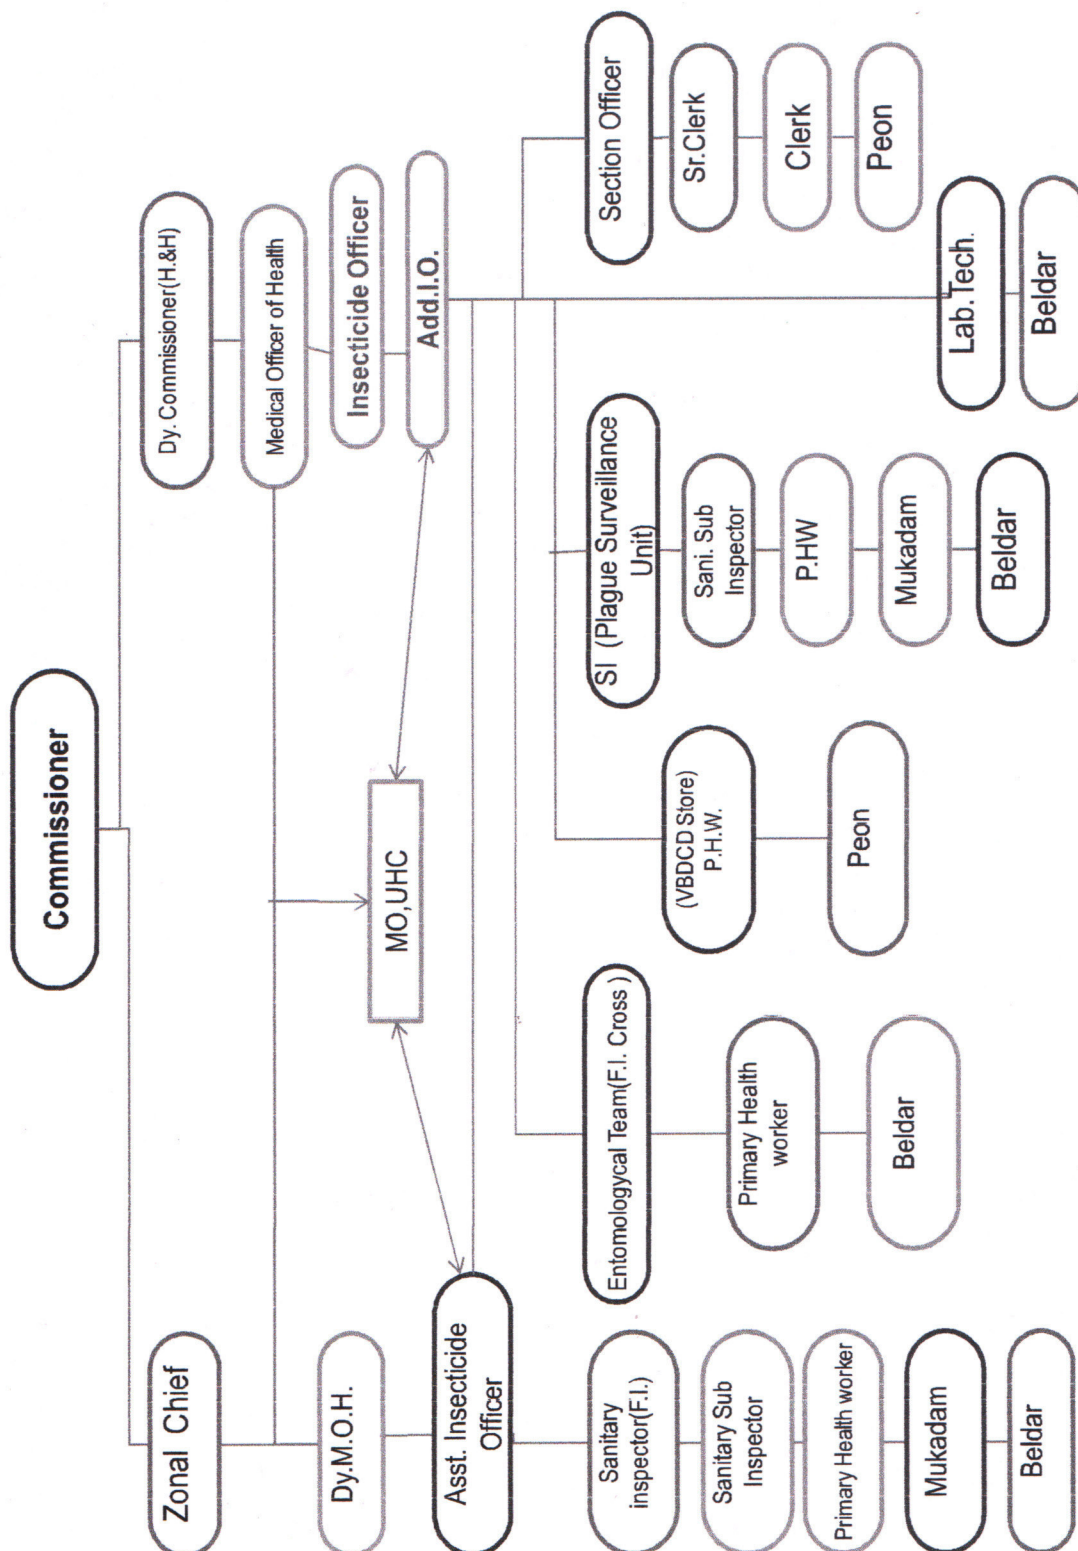 Commissioner
Zonal Chief
Dy. Commissioner(H.&H)
Dy.M.O.H.
Medical Officer of Health
MO,UHC
Insecticide Officer
Asst. Insecticide
Officer
Add.I.O.
Sanitary
inspector(F.I.)
Sanitary Sub
Inspector
Primary Health worker
Mukadam
Beldar
Entomologycal Team(F.I. Cross )
Primary Health
worker
Beldar
(VBDCD Store)
P.H.W.
Peon
SI (Plague Surveillance
Unit)
Sani. Sub
Inspector
P.HW
Mukadam
Beldar
Section Officer
Sr.Clerk
Clerk
Peon
Lab.Tech.
Beldar